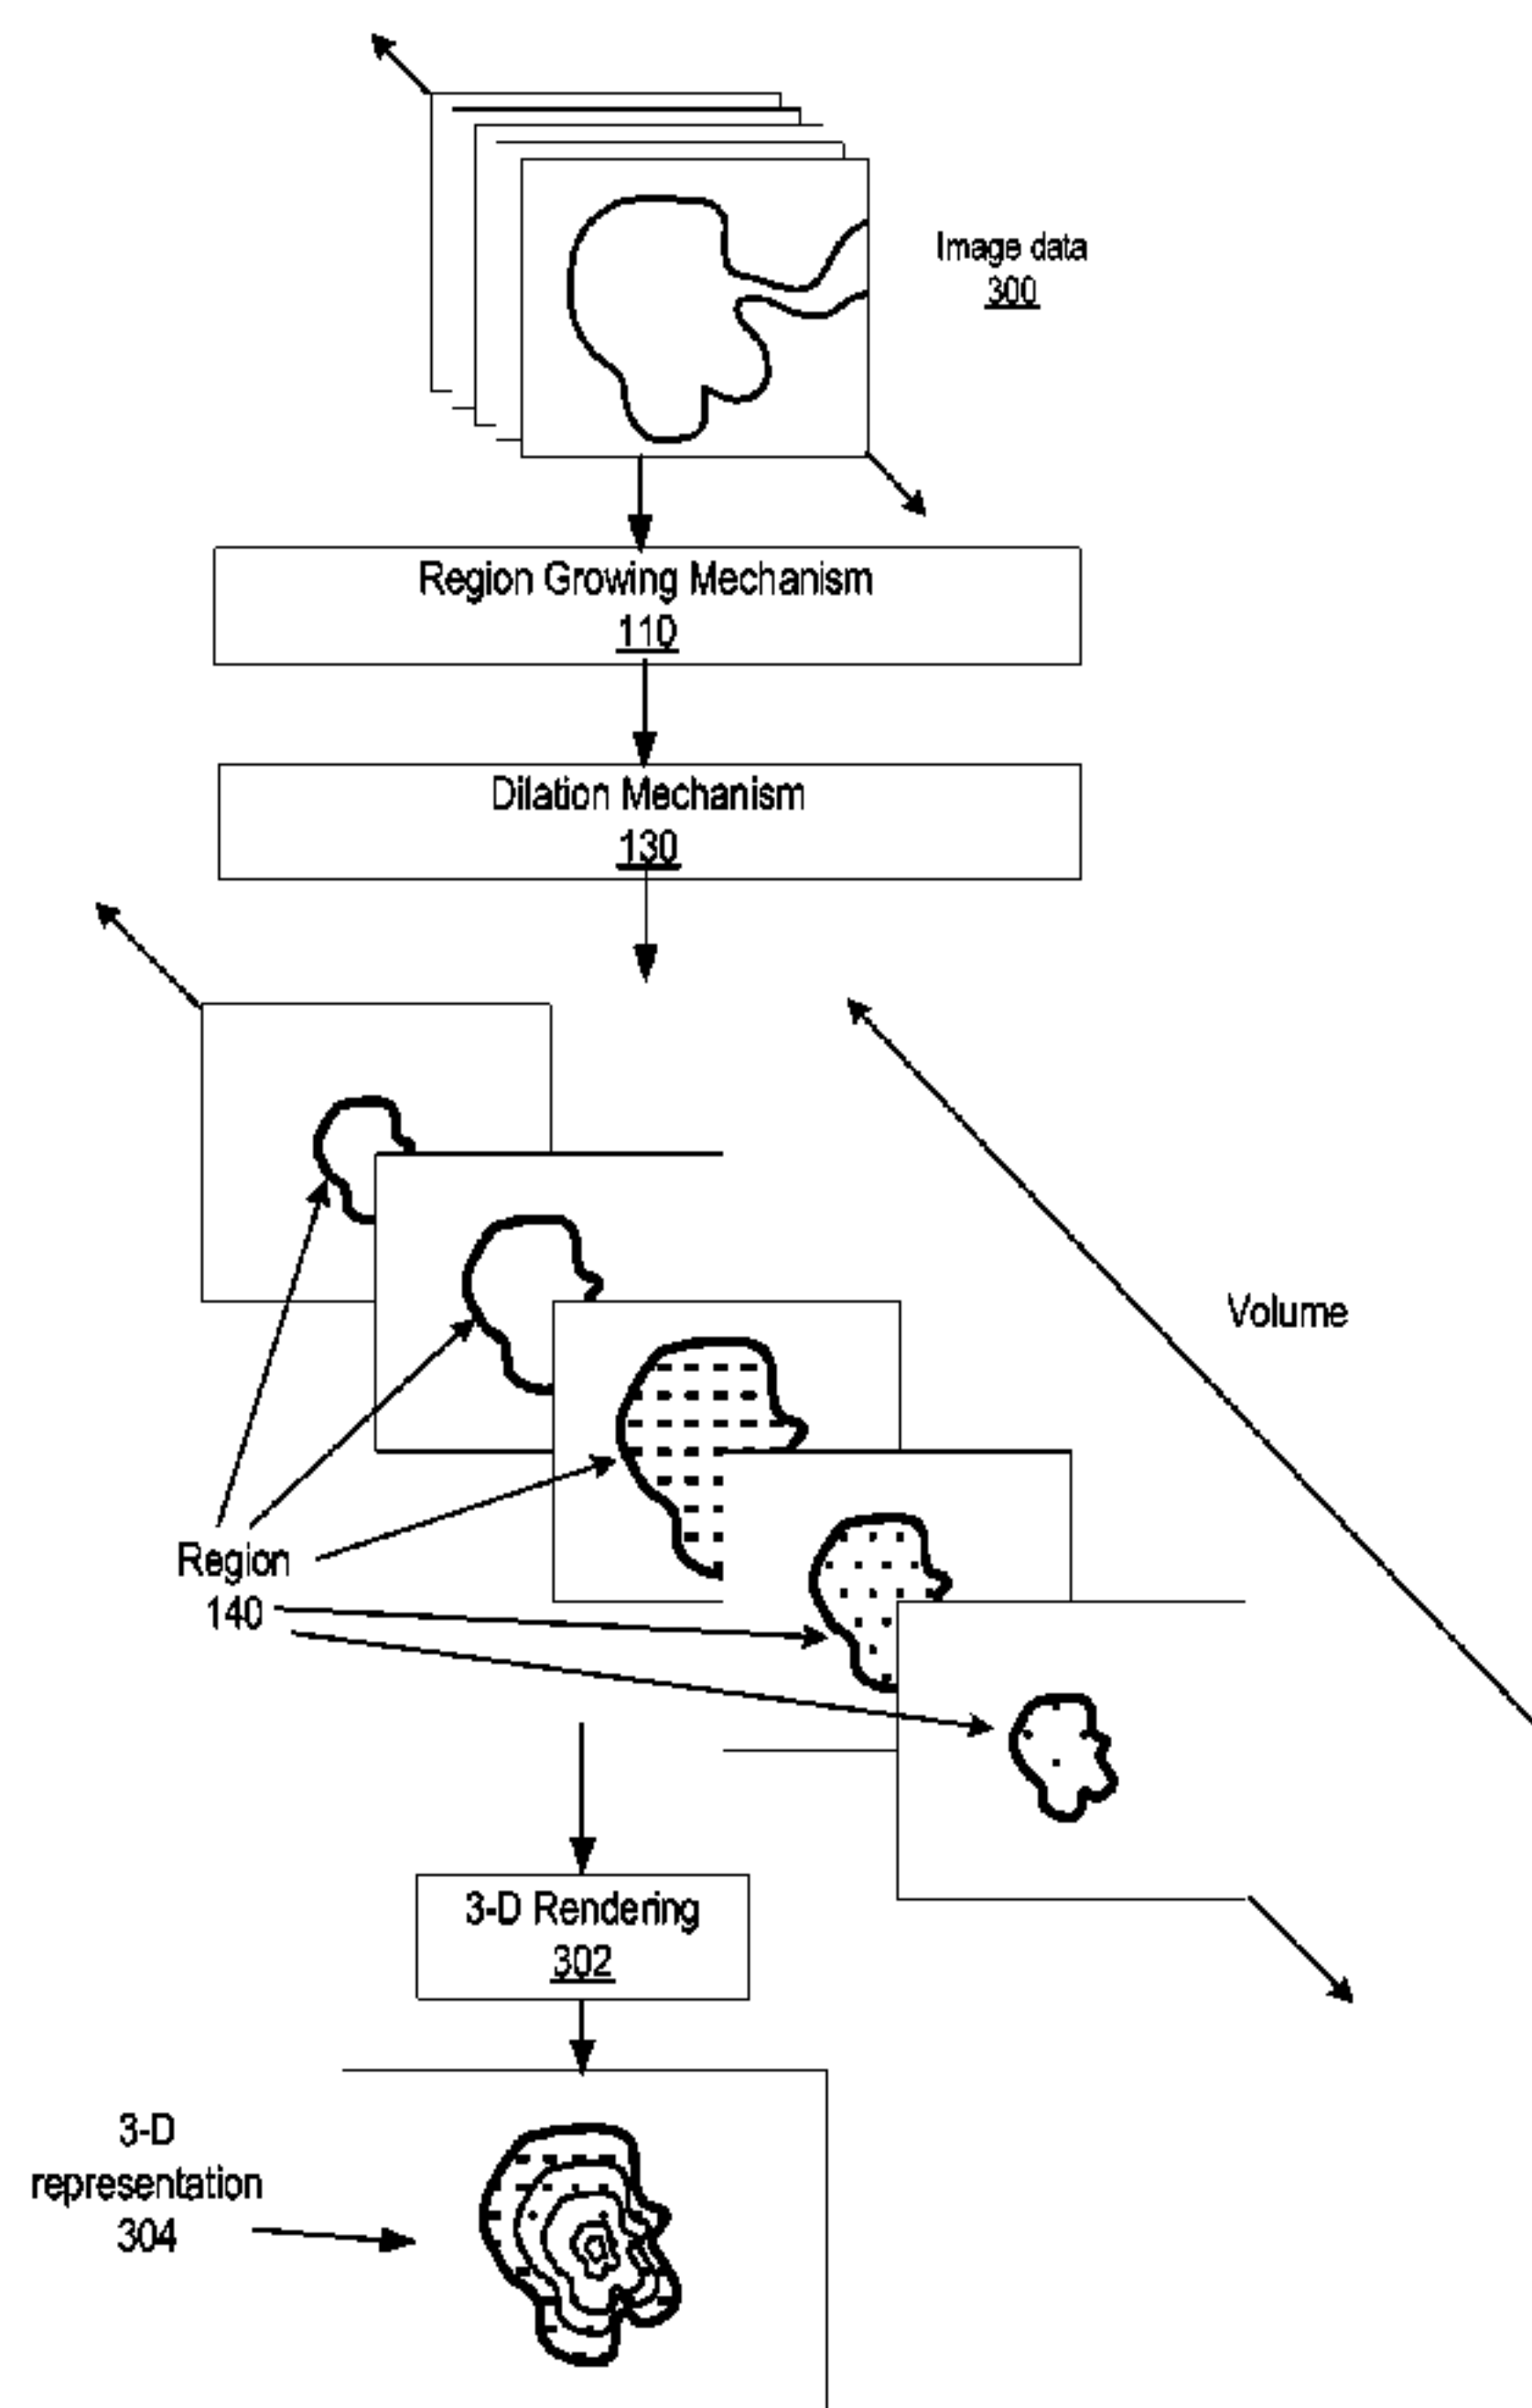 Image data
300
Region Growing Mechanism
110
Dilation Mechanism
130
Volume
Region
140
3-D Rendering
302
3-D
representation
304